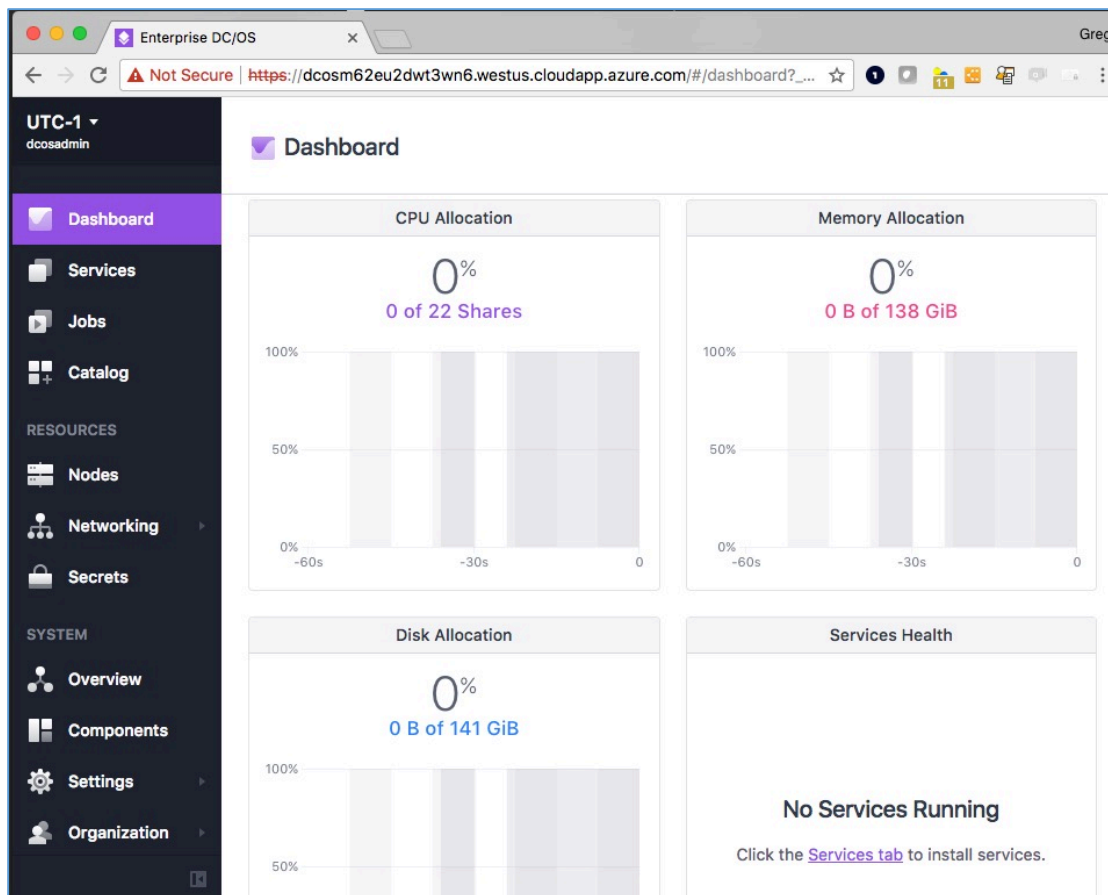 Enterprise DC/OS
Greg
Not Secure | https://dcosm62eu2dwt3wn6.westus.cloudapp.azure.com/#/dashboard?_...
11
UTC-1
dcosadmin
Dashboard
Services
Jobs
Catalog
RESOURCES
Nodes
Networking
Secrets
SYSTEM
Overview
Components
Settings
Organization
Dashboard
CPU Allocation
0%
0 of 22 Shares
100%
50%
0%
-60s -30s 0
Memory Allocation
0%
0 B of 138 GiB
100%
50%
0%
-60s -30s 0
Disk Allocation
0%
0 B of 141 GiB
100%
50%
Services Health
No Services Running
Click the Services tab to install services.